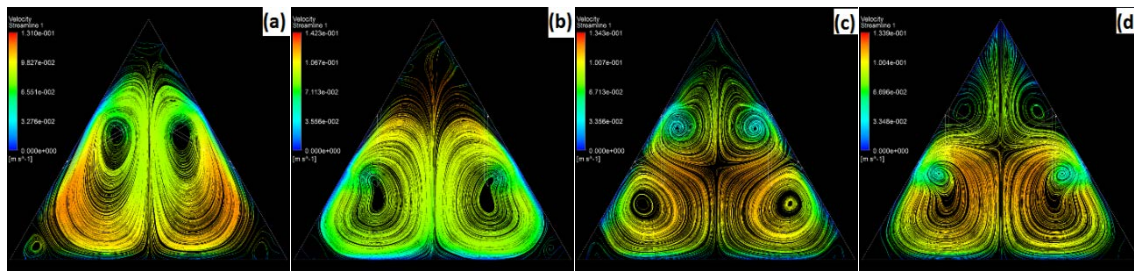 (a)
Velocity
Streamline 1
1.310e-001
9.827e-002
6.551e-002
3.276e-002
0.000e+000
[m s^-1]
(b)
Velocity
Streamline 1
1.423e-001
1.067e-001
7.113e-002
3.556e-002
0.000e+000
[m s^-1]
(c)
Velocity
Streamline 1
1.343e-001
1.007e-001
6.713e-002
0.000e+000
[m s^-1]
(d)
Velocity
Streamline 1
1.339e-001
1.004e-001
6.696e-002
3.348e-002
0.000e+000
[m s^-1]